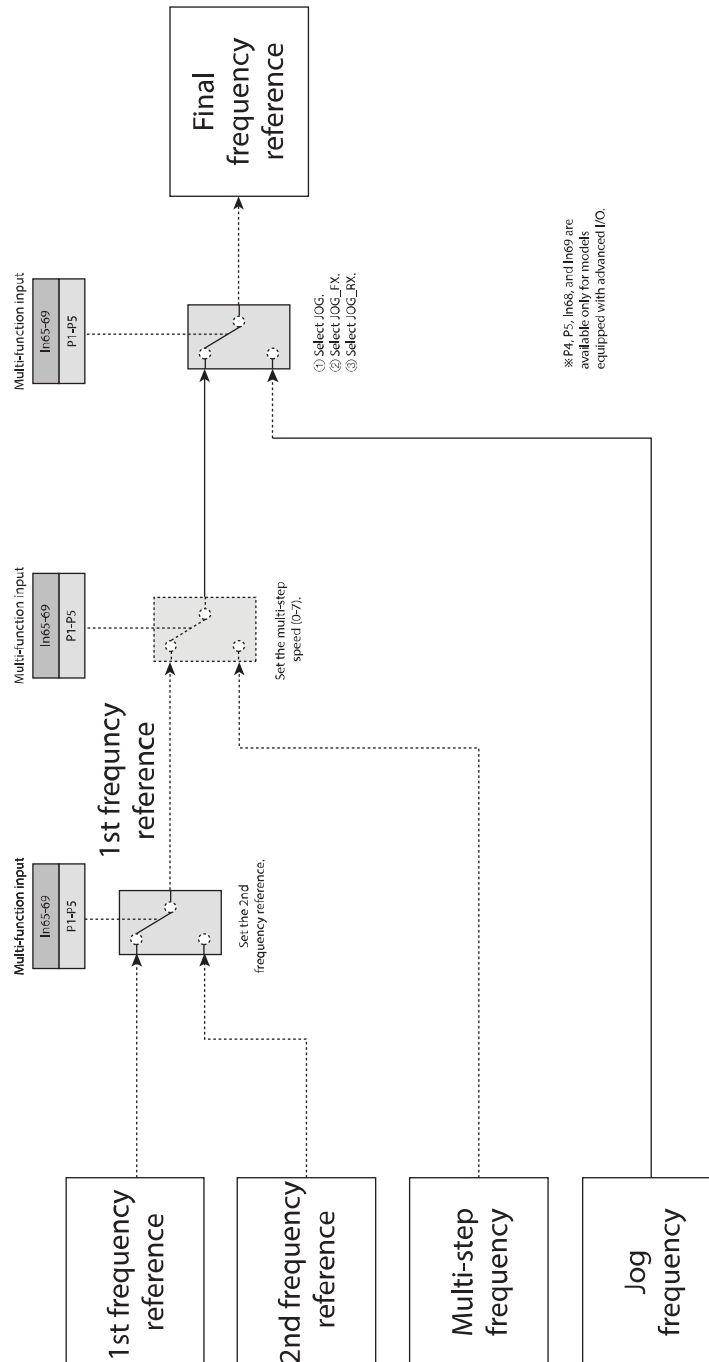 1st frequency
reference
2nd frequency
reference
Multi-step
frequency
Jog
frequency
Multi-function input
In65-69
P1-P5
Set the 2nd
frequency reference.
1st frequncy
reference
Multi-function input
In65-69
P1-P5
Set the multi-step
speed (0-7).
Multi-function input
In65-69
P1-P5
① Select JOG.
② Select JOG_FX.
③ Select JOG_RX.
Final
frequency
reference
※P4, P5, In68, and In69 are
available only for models
equipped with advanced I/O.